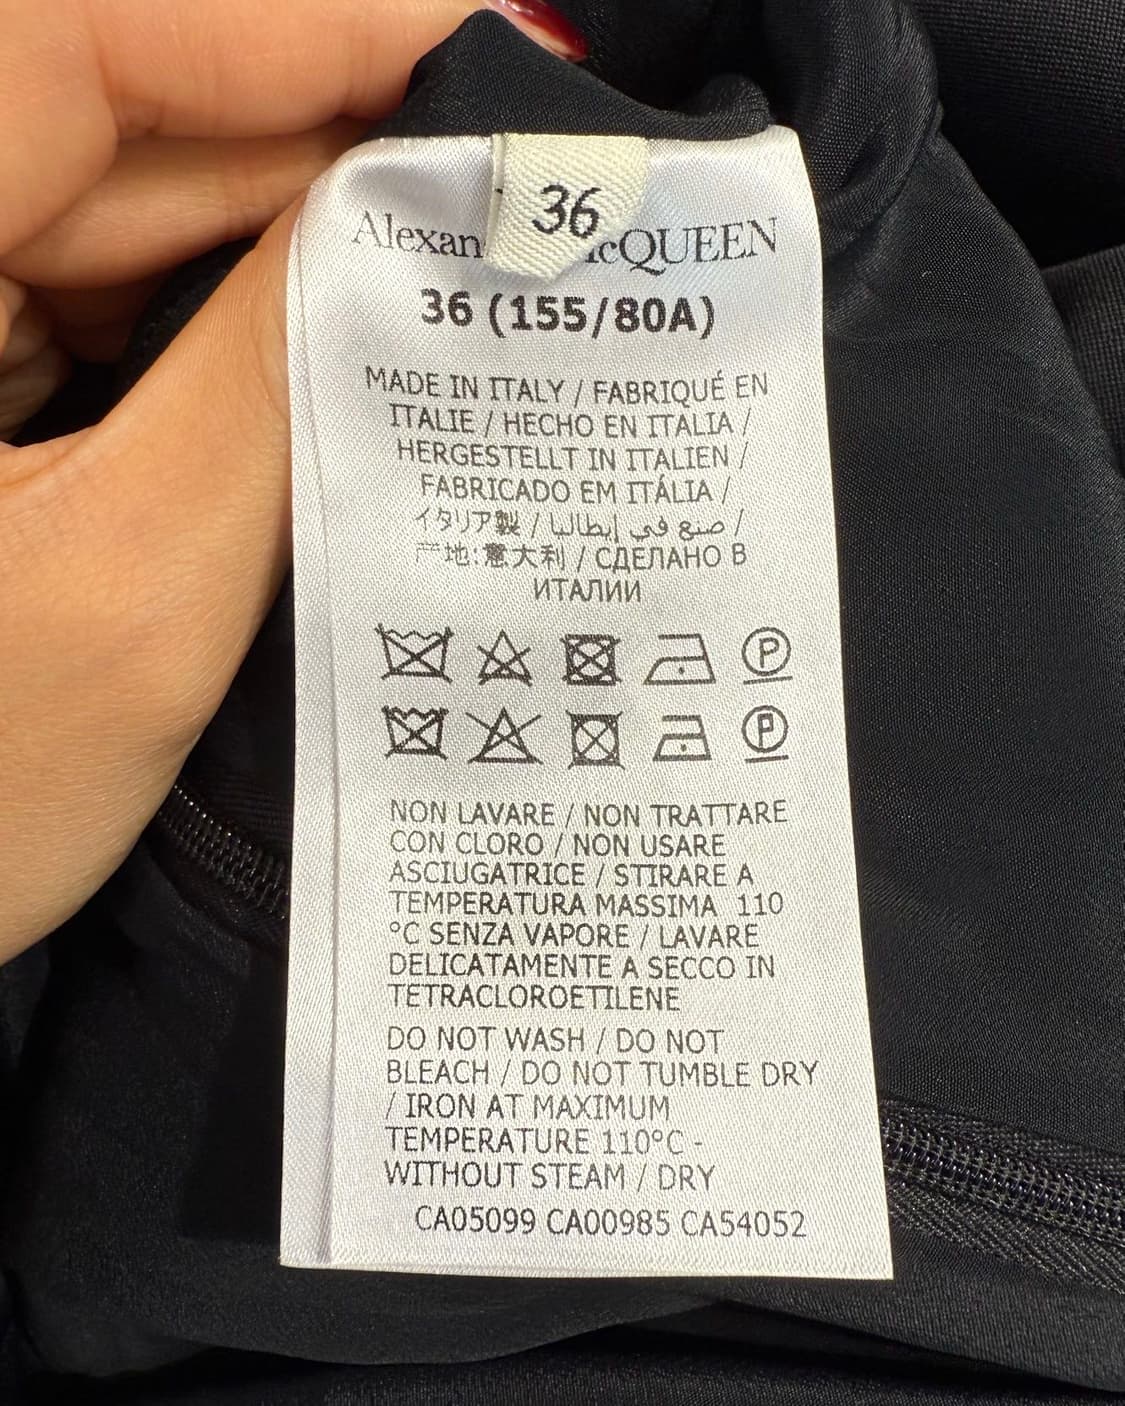 36
Alexan cQUEEN
36 (155/80A)
MADE IN ITALY / FABRIQUÉ EN
ITALIE / HECHO EN ITALIA /
HERGESTELLT IN ITALIEN /
FABRICADO EM ITÁLIA /
イタリア製 / صنع في إيطاليا /
产地:意大利 / СДЕЛАНО В
ИТАЛИИ
P
P
NON LAVARE / NON TRATTARE
CON CLORO / NON USARE
ASCIUGATRICE / STIRARE A
TEMPERATURA MASSIMA 110
°C SENZA VAPORE / LAVARE
DELICATAMENTE A SECCO IN
TETRACLOROETILENE
DO NOT WASH / DO NOT
BLEACH / DO NOT TUMBLE DRY
/ IRON AT MAXIMUM
TEMPERATURE 110°C -
WITHOUT STEAM / DRY
CA05099 CA00985 CA54052